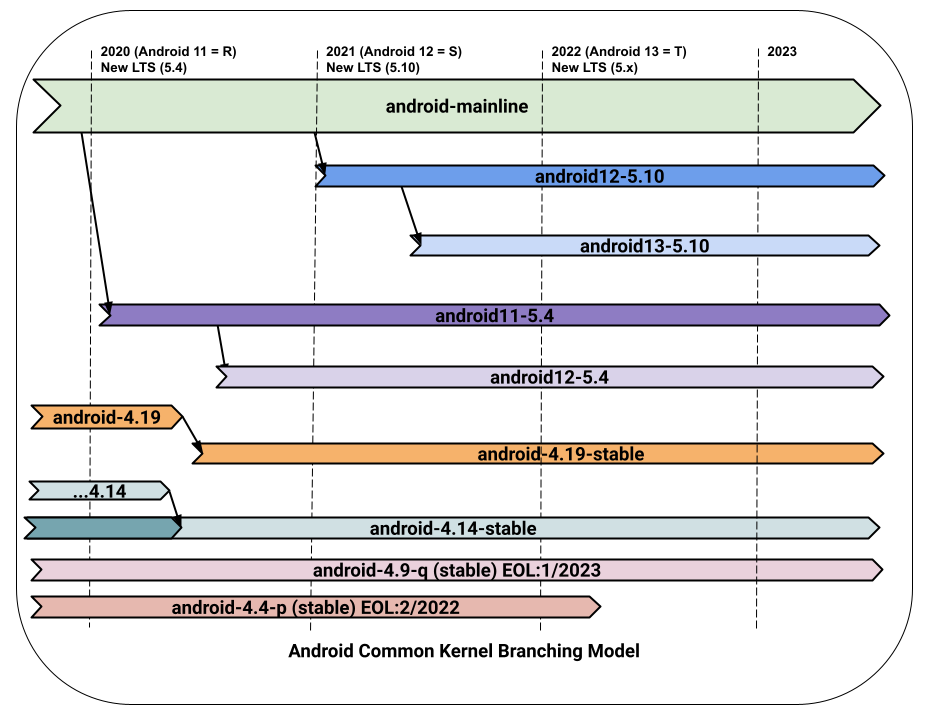 2020 (Android 11 = R)
New LTS (5.4)
2021 (Android 12 = S)
New LTS (5.10)
2022 (Android 13 = T)
New LTS (5.x)
2023
android-mainline
android12-5.10
android13-5.10
android11-5.4
android12-5.4
android-4.19
android-4.19-stable
...4.14
android-4.14-stable
android-4.9-q (stable) EOL:1/2023
android-4.4-p (stable) EOL:2/2022
Android Common Kernel Branching Model